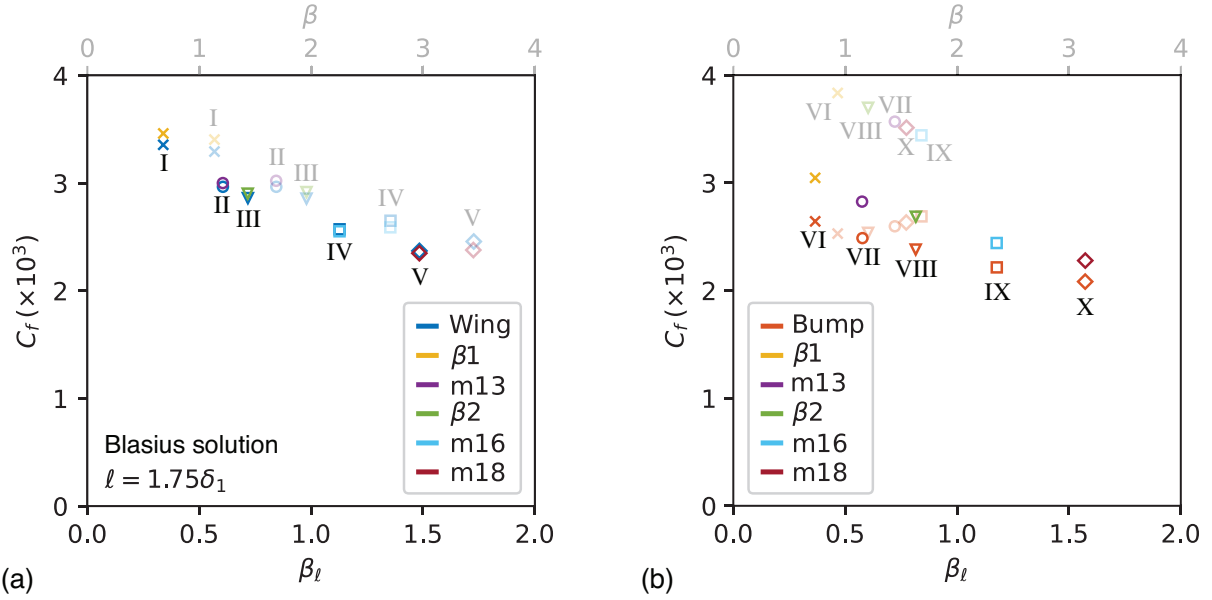 β
0 1 2 3 4
4
3
2
1
0
C_f (×10³)
I
I
II
II
III
III
IV
IV
V
V
Wing
β1
m13
β2
m16
m18
Blasius solution
ℓ = 1.75δ₁
0.0 0.5 1.0 1.5 2.0
β_ℓ
(a)
β
0 1 2 3 4
4
3
2
1
0
C_f (×10³)
VI
VII
VIII
X
IX
VI
VII
VIII
IX
X
Bump
β1
m13
β2
m16
m18
0.0 0.5 1.0 1.5 2.0
β_ℓ
(b)